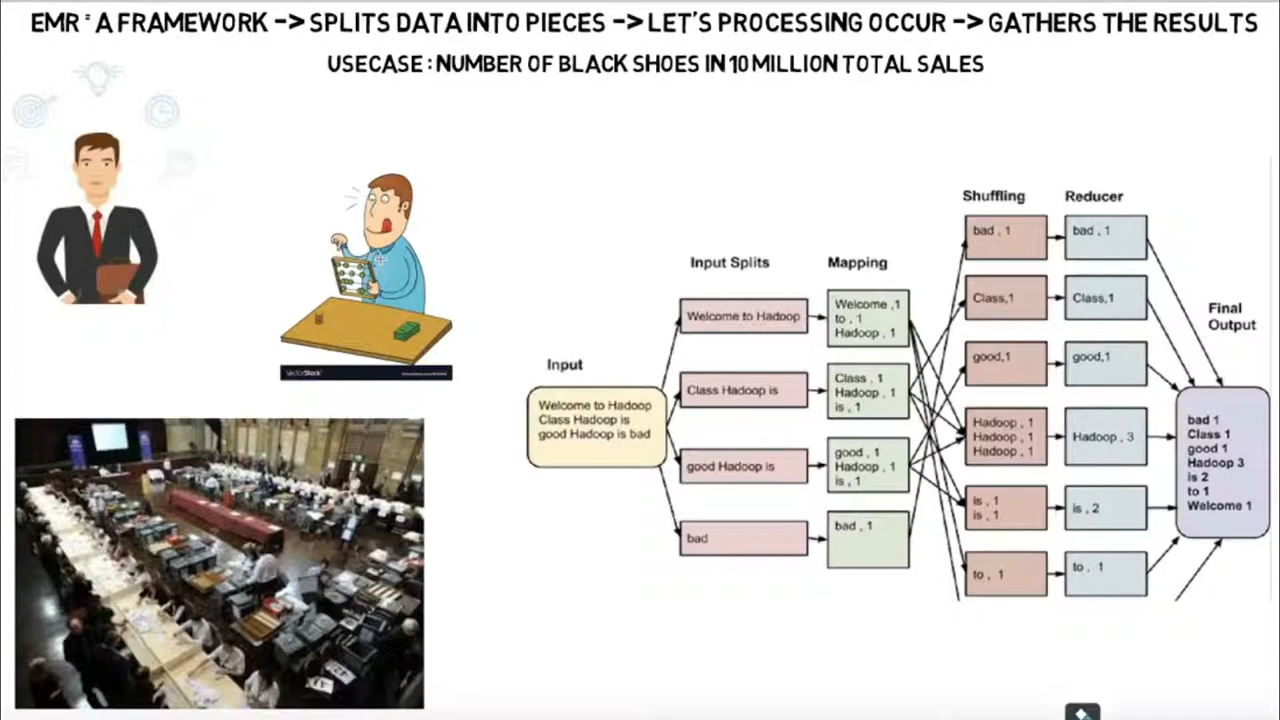 EMR = A FRAMEWORK -> SPLITS DATA INTO PIECES -> LET'S PROCESSING OCCUR -> GATHERS THE RESULTS
USECASE : NUMBER OF BLACK SHOES IN 10 MILLION TOTAL SALES
Input
Welcome to Hadoop
Class Hadoop is
good Hadoop is bad
Input Splits
Welcome to Hadoop
Class Hadoop is
good Hadoop is
bad
Mapping
Welcome ,1
to , 1
Hadoop , 1
Class , 1
Hadoop , 1
is , 1
good , 1
Hadoop , 1
is , 1
bad , 1
Shuffling
bad , 1
Class,1
good,1
Hadoop , 1
Hadoop , 1
Hadoop , 1
is , 1
is , 1
to , 1
Reducer
bad , 1
Class,1
good,1
Hadoop , 3
is , 2
to , 1
Final
Output
bad 1
Class 1
good 1
Hadoop 3
is 2
to 1
Welcome 1
VectorStock